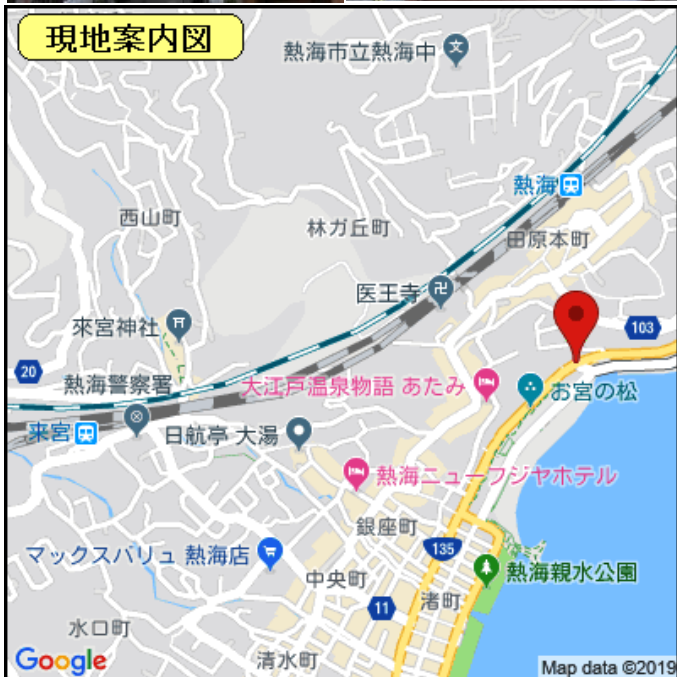 現地案内図
熱海市立熱海中
熱海
西山町
林ガ丘町
田原本町
医王寺
來宮神社
103
20
熱海警察署
大江戸温泉物語 あたみ
お宮の松
来宮
日航亭 大湯
熱海ニューフジヤホテル
銀座町
135
マックスバリュ 熱海店
中央町
熱海親水公園
11
渚町
水口町
清水町
Google
Map data ©2019